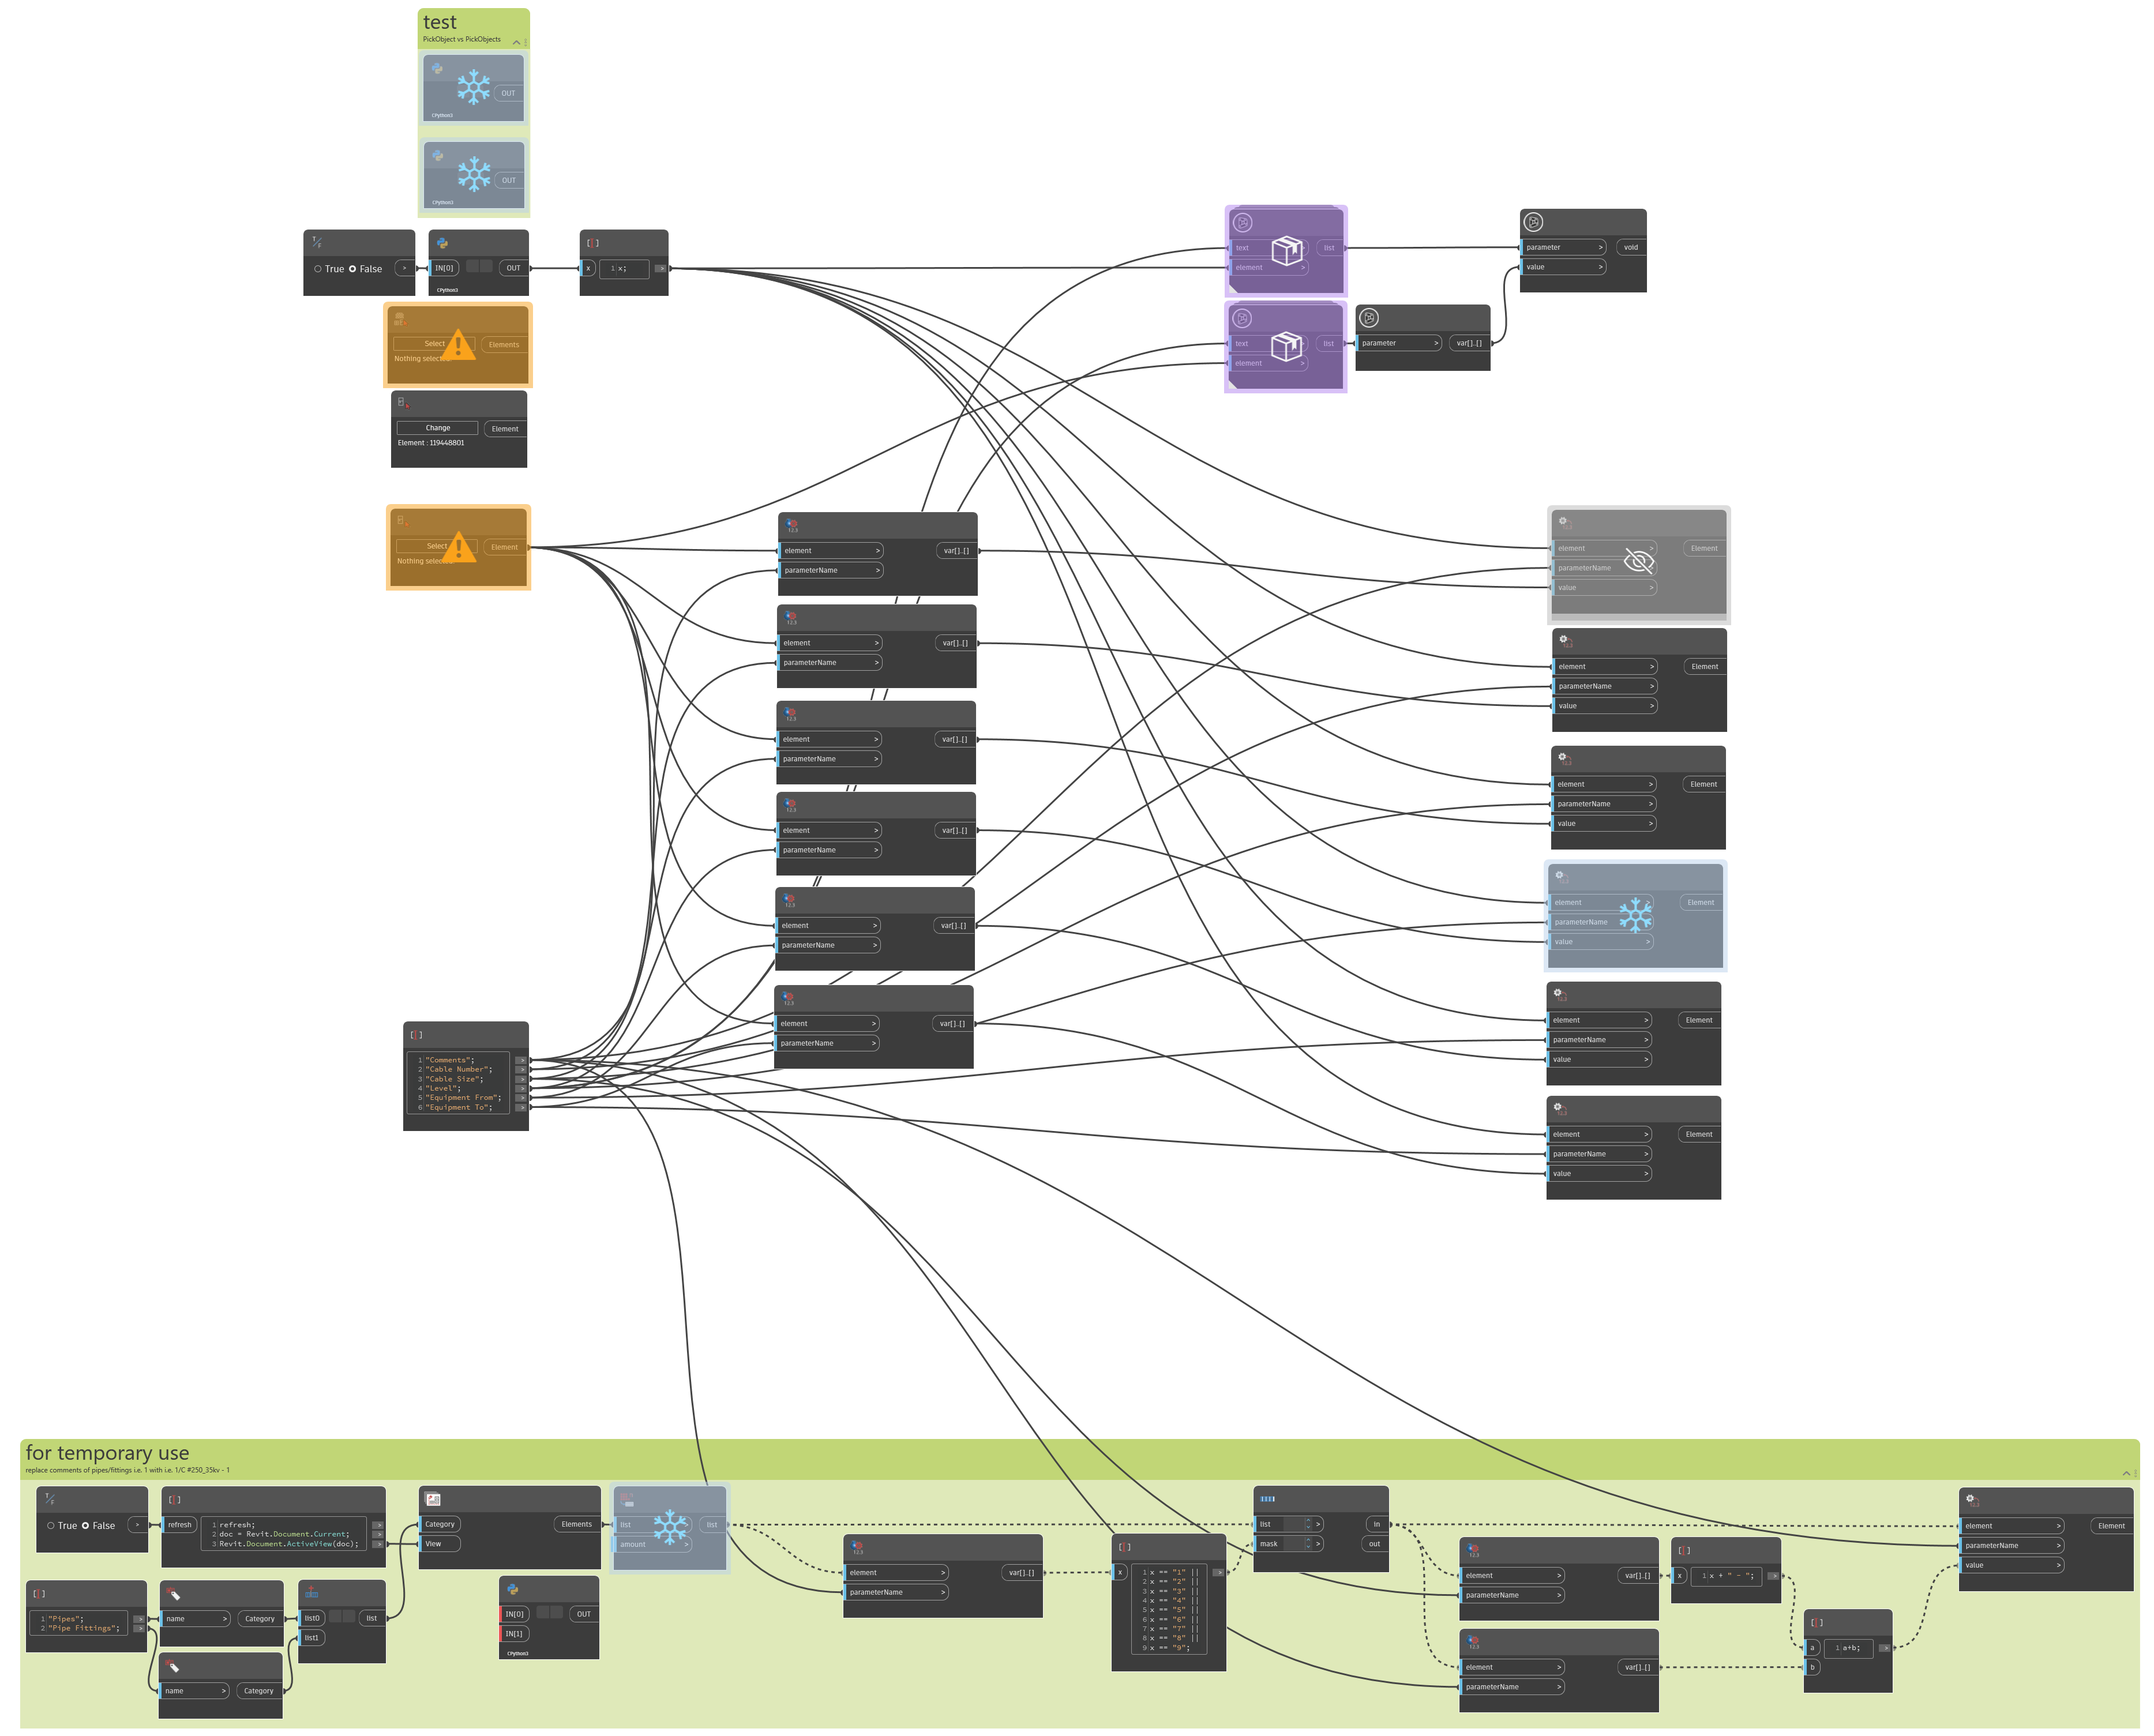 test
PickObject vs PickObjects
OUT
CPython3
OUT
CPython3
True False >
IN[0] OUT
CPython3
x 1 x; >
text > list
element >
parameter > void
value >
Select Elements
Nothing selected.
text > list
element >
parameter > var[]..[]
Change Element
Element : 119448801
Select Element
Nothing selected.
element > var[]..[]
parameterName >
element > Element
parameterName >
value >
element > var[]..[]
parameterName >
element > Element
parameterName >
value >
element > var[]..[]
parameterName >
element > Element
parameterName >
value >
element > var[]..[]
parameterName >
element > Element
parameterName >
value >
element > var[]..[]
parameterName >
element > Element
parameterName >
value >
element > var[]..[]
parameterName >
element > Element
parameterName >
value >
1 "Comments"; >
2 "Cable Number"; >
3 "Cable Size"; >
4 "Level"; >
5 "Equipment From"; >
6 "Equipment To"; >
for temporary use
replace comments of pipes/fittings i.e. 1 with i.e. 1/C #250_35kv - 1
True False >
refresh
1 refresh; >
2 doc = Revit.Document.Current; >
3 Revit.Document.ActiveView(doc); >
Category Elements
View
list > list
amount >
1 "Pipes"; >
2 "Pipe Fittings"; >
name > Category
name > Category
list0 list
list1
IN[0] OUT
IN[1]
CPython3
element > var[]..[]
parameterName >
x
1 x == "1" || >
2 x == "2" ||
3 x == "3" ||
4 x == "4" ||
5 x == "5" ||
6 x == "6" ||
7 x == "7" ||
8 x == "8" ||
9 x == "9";
list > in
mask > out
element > var[]..[]
parameterName >
x 1 x + " - "; >
element > var[]..[]
parameterName >
a 1 a+b; >
b
element > Element
parameterName >
value >